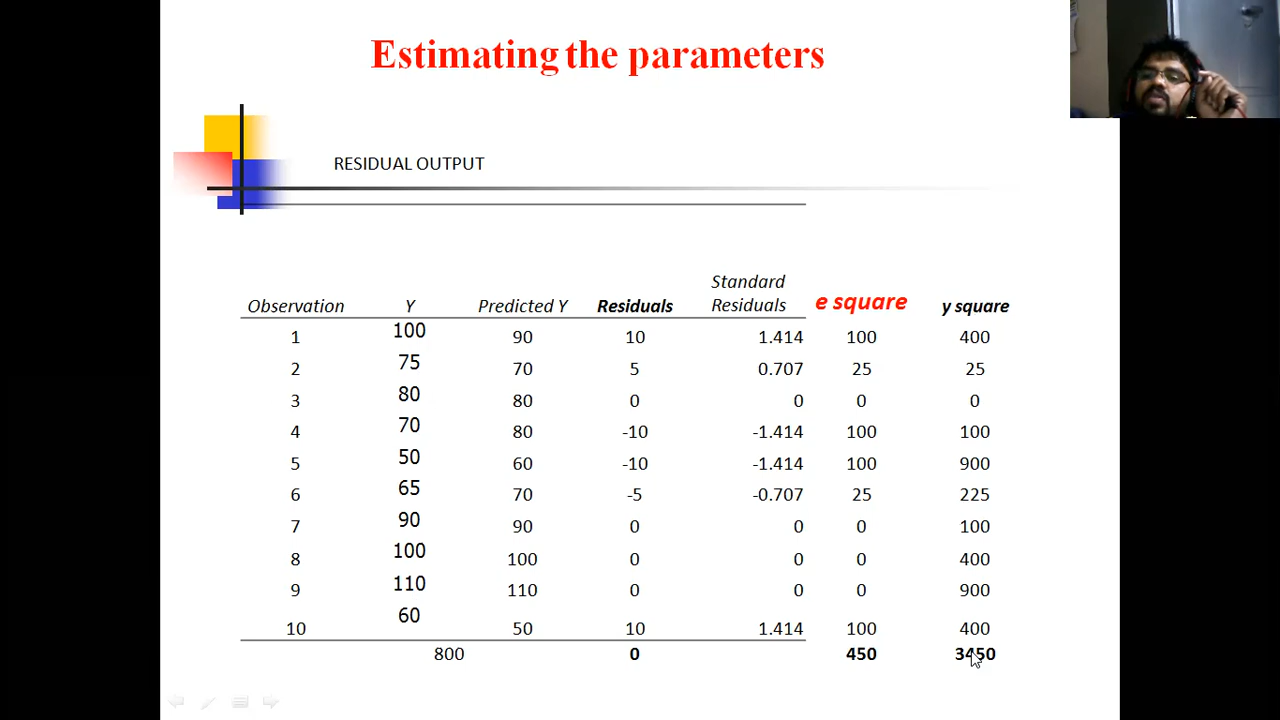 Estimating the parameters
RESIDUAL OUTPUT
Observation Y Predicted Y Residuals Standard Residuals e square y square
1 100 90 10 1.414 100 400
2 75 70 5 0.707 25 25
3 80 80 0 0 0 0
4 70 80 -10 -1.414 100 100
5 50 60 -10 -1.414 100 900
6 65 70 -5 -0.707 25 225
7 90 90 0 0 0 100
8 100 100 0 0 0 400
9 110 110 0 0 0 900
10 60 50 10 1.414 100 400
800 0 450 3450